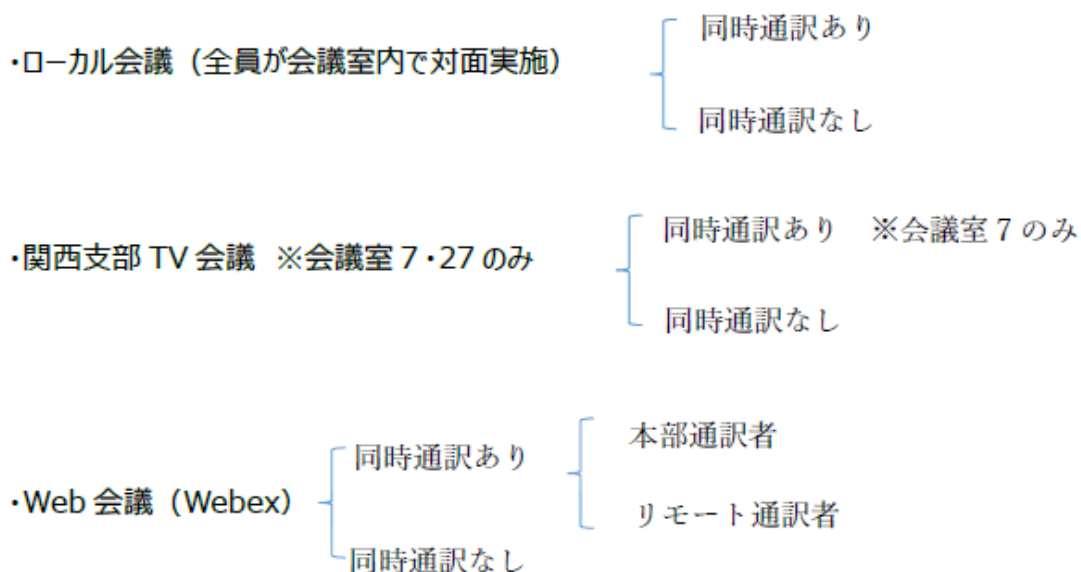 同時通訳あり
・ローカル会議（全員が会議室内で対面実施）
同時通訳なし
同時通訳あり　※会議室 7 のみ
・関西支部 TV 会議 ※会議室 7・27 のみ
同時通訳なし
本部通訳者
同時通訳あり
・Web 会議（Webex）
リモート通訳者
同時通訳なし